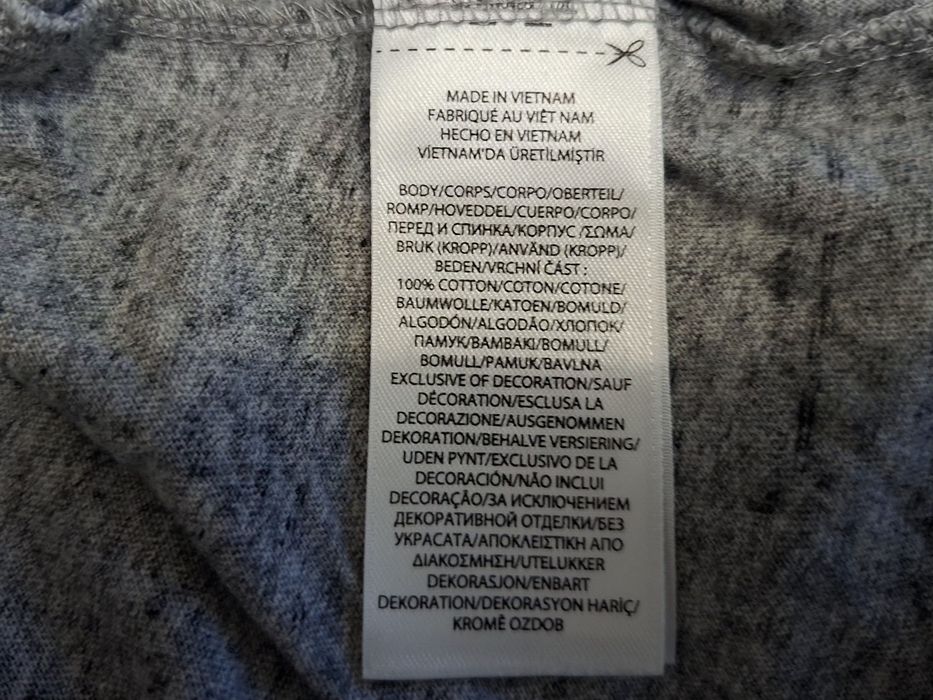 MADE IN VIETNAM
FABRIQUÉ AU VIÊT NAM
HECHO EN VIETNAM
VİETNAM'DA ÜRETİLMİŞTİR
BODY/CORPS/CORPO/OBERTEIL/
ROMP/HOVEDDEL/CUERPO/CORPO/
ПЕРЕД И СПИНКА/КОРПУС /ΣΩΜΑ/
BRUK (KROPP)/ANVÄND (KROPP)/
BEDEN/VRCHNÍ ČÁST :
100% COTTON/COTON/COTONE/
BAUMWOLLE/KATOEN/BOMULD/
ALGODÓN/ALGODÃO/ХЛОПОК/
ПАМУК/ΒΑΜΒΑΚΙ/BOMULL/
BOMULL/PAMUK/BAVLNA
EXCLUSIVE OF DECORATION/SAUF
DÉCORATION/ESCLUSA LA
DECORAZIONE/AUSGENOMMEN
DEKORATION/BEHALVE VERSIERING/
UDEN PYNT/EXCLUSIVO DE LA
DECORACIÓN/NÃO INCLUI
DECORAÇÃO/ЗА ИСКЛЮЧЕНИЕМ
ДЕКОРАТИВНОЙ ОТДЕЛКИ/БЕЗ
УКРАСАТА/ΑΠΟΚΛΕΙΣΤΙΚΗ ΑΠΟ
ΔΙΑΚΟΣΜΗΣΗ/UTELUKKER
DEKORASJON/ENBART
DEKORATION/DEKORASYON HARİÇ/
KROMĚ OZDOB